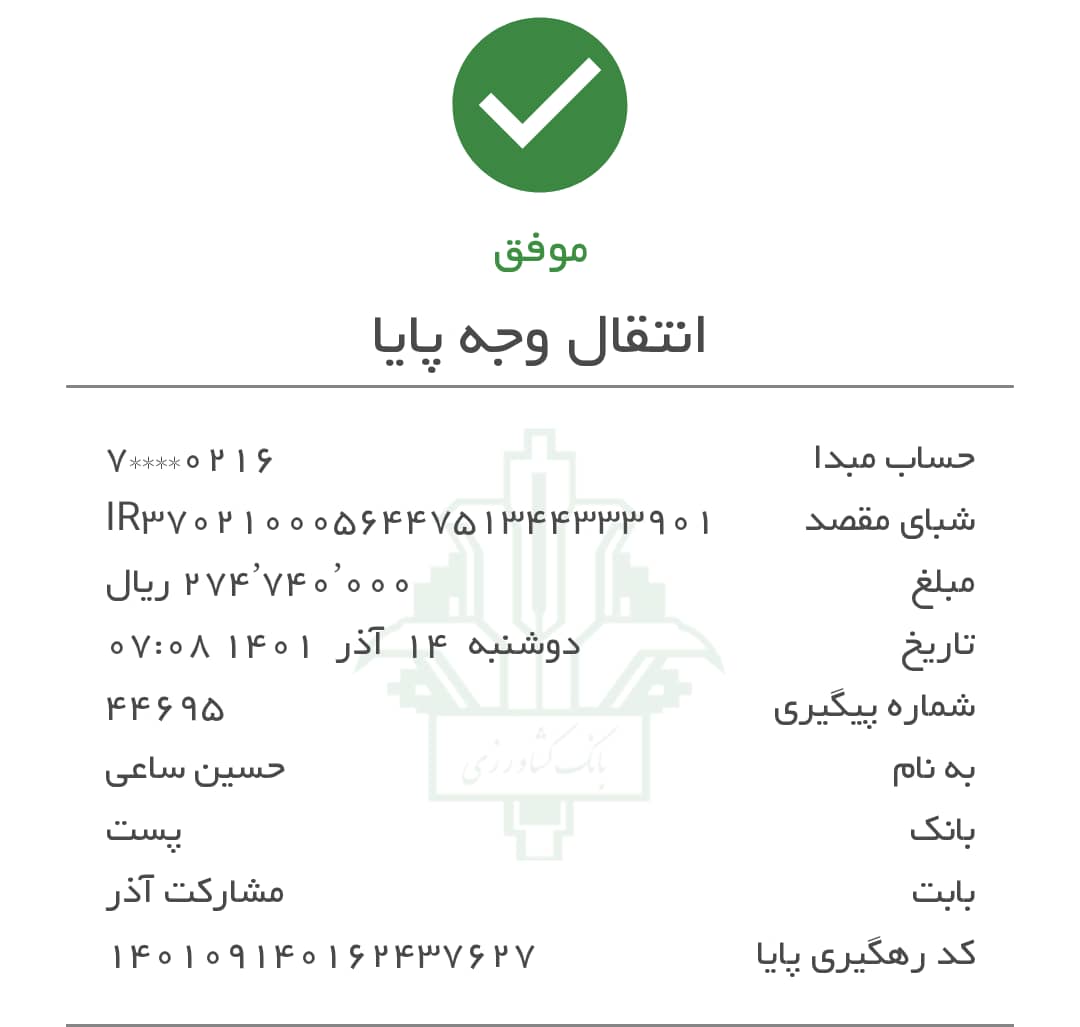 موفق
انتقال وجه پایا
حساب مبدا ۷****۰۲۱۶
شبای مقصد IR۳۷۰۲۱۰۰۰۵۶۴۴۷۵۱۳۴۴۳۳۳۹۰۱
مبلغ ۲۷۴٬۷۴۰٬۰۰۰ ریال
تاریخ دوشنبه ۱۴ آذر ۱۴۰۱ ۰۷:۰۸
شماره پیگیری ۴۴۶۹۵
به نام حسین ساعی
بانک پست
بابت مشارکت آذر
کد رهگیری پایا ۱۴۰۱۰۹۱۴۰۱۶۲۴۳۷۶۲۷
بانک کشاورزی